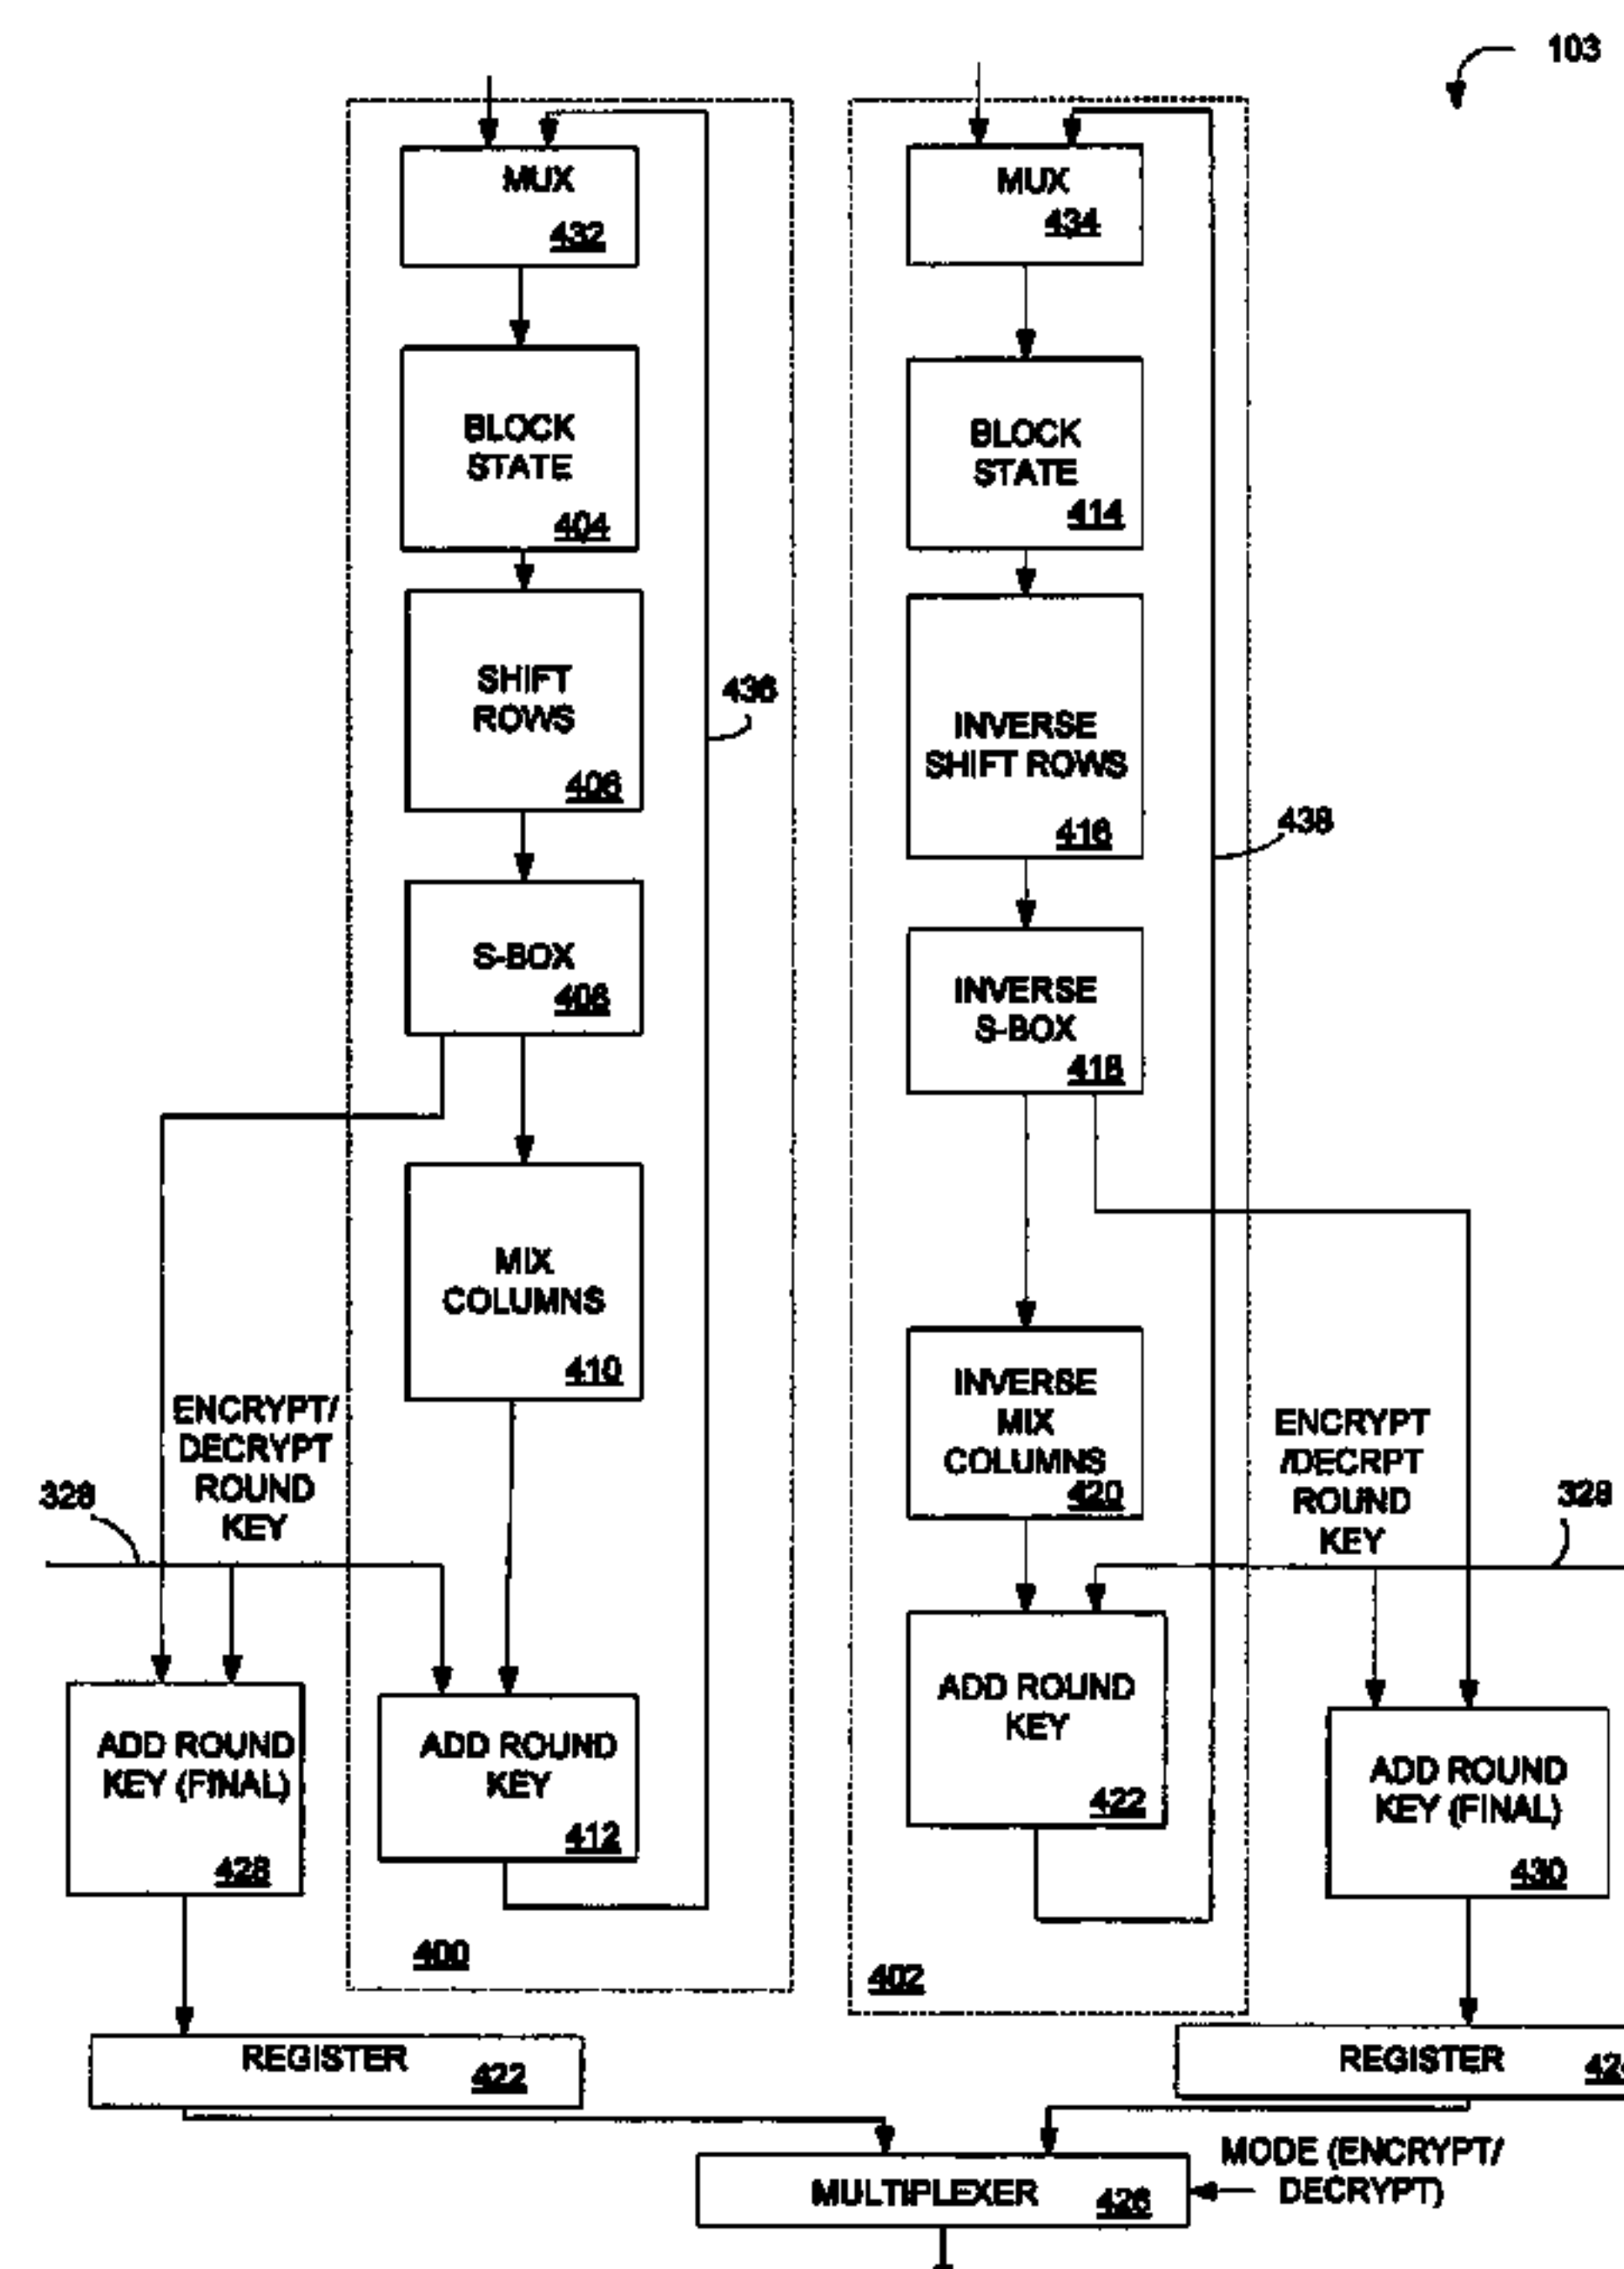 103
MUX
432
MUX
434
BLOCK
STATE
404
BLOCK
STATE
414
SHIFT
ROWS
406
436
INVERSE
SHIFT ROWS
416
438
S-BOX
408
INVERSE
S-BOX
418
MIX
COLUMNS
410
INVERSE
MIX
COLUMNS
420
ENCRYPT/
DECRYPT
ROUND
KEY
328
ENCRYPT
/DECRPT
ROUND
KEY
328
ADD ROUND
KEY (FINAL)
428
ADD ROUND
KEY
412
ADD ROUND
KEY
422
ADD ROUND
KEY (FINAL)
430
400
402
REGISTER
422
REGISTER
MULTIPLEXER
426
MODE (ENCRYPT/
DECRYPT)